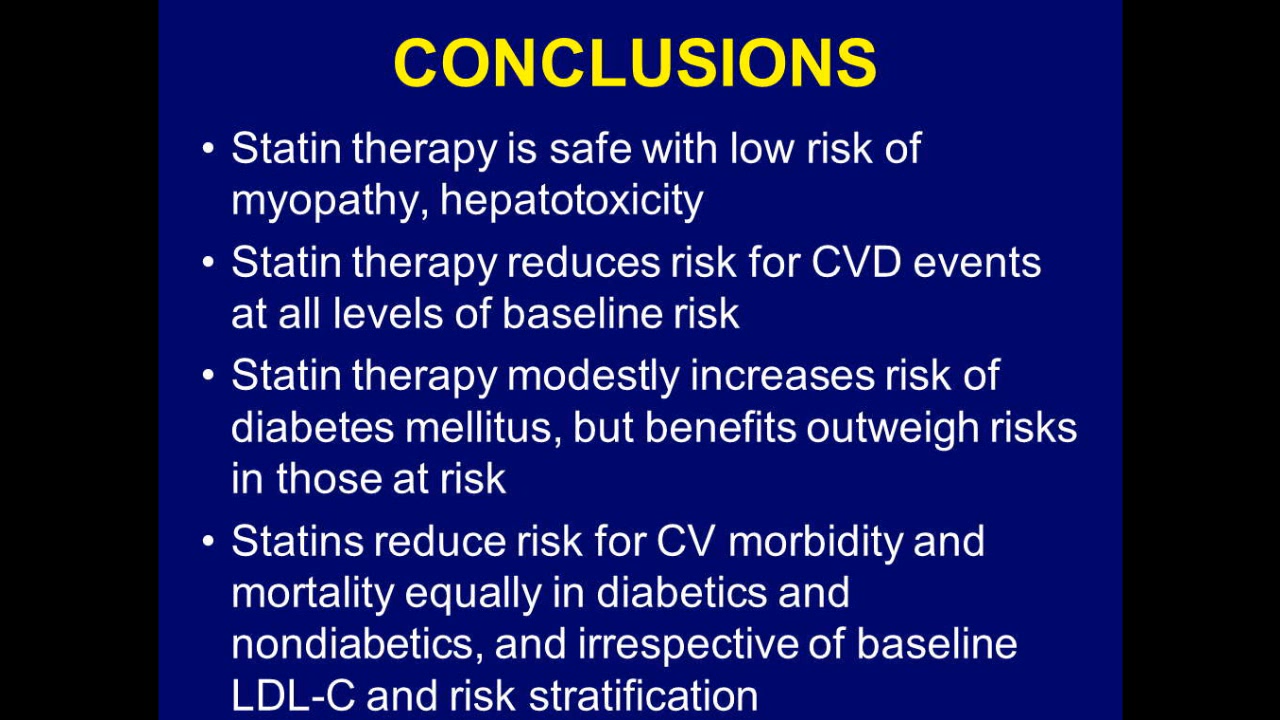 CONCLUSIONS
• Statin therapy is safe with low risk of
myopathy, hepatotoxicity
• Statin therapy reduces risk for CVD events
at all levels of baseline risk
• Statin therapy modestly increases risk of
diabetes mellitus, but benefits outweigh risks
in those at risk
• Statins reduce risk for CV morbidity and
mortality equally in diabetics and
nondiabetics, and irrespective of baseline
LDL-C and risk stratification